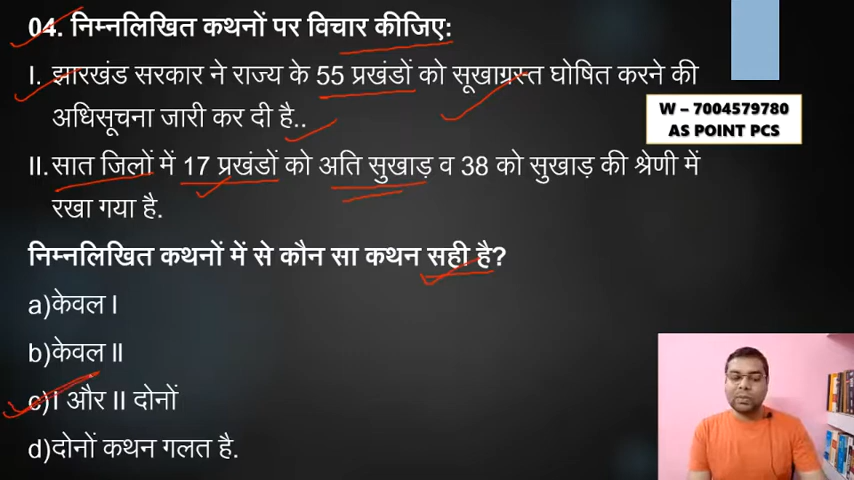 04. निम्नलिखित कथनों पर विचार कीजिए:
I. झारखंड सरकार ने राज्य के 55 प्रखंडों को सूखाग्रस्त घोषित करने की
अधिसूचना जारी कर दी है..
W – 7004579780
AS POINT PCS
II. सात जिलों में 17 प्रखंडों को अति सुखाड़ व 38 को सुखाड़ की श्रेणी में
रखा गया है.
निम्नलिखित कथनों में से कौन सा कथन सही है?
a)केवल I
b)केवल II
c)I और II दोनों
d)दोनों कथन गलत है.